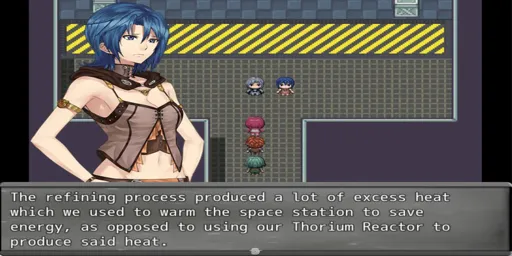 The refining process produced a lot of excess heat
which we used to warm the space station to save
energy, as opposed to using our Thorium Reactor to
produce said heat.